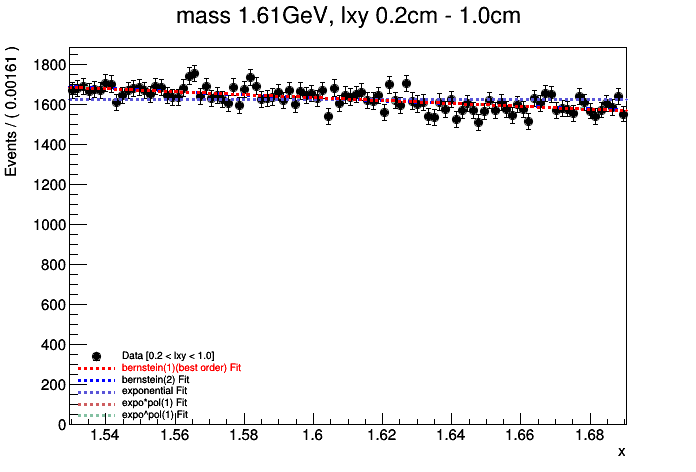 mass 1.61GeV, lxy 0.2cm - 1.0cm
Events / ( 0.00161 )
1800
1600
1400
1200
1000
800
600
400
200
0
Data [0.2 < lxy < 1.0]
bernstein(1)(best order) Fit
bernstein(2) Fit
exponential Fit
expo*pol(1) Fit
expo^pol(1) Fit
1.54 1.56 1.58 1.6 1.62 1.64 1.66 1.68
x